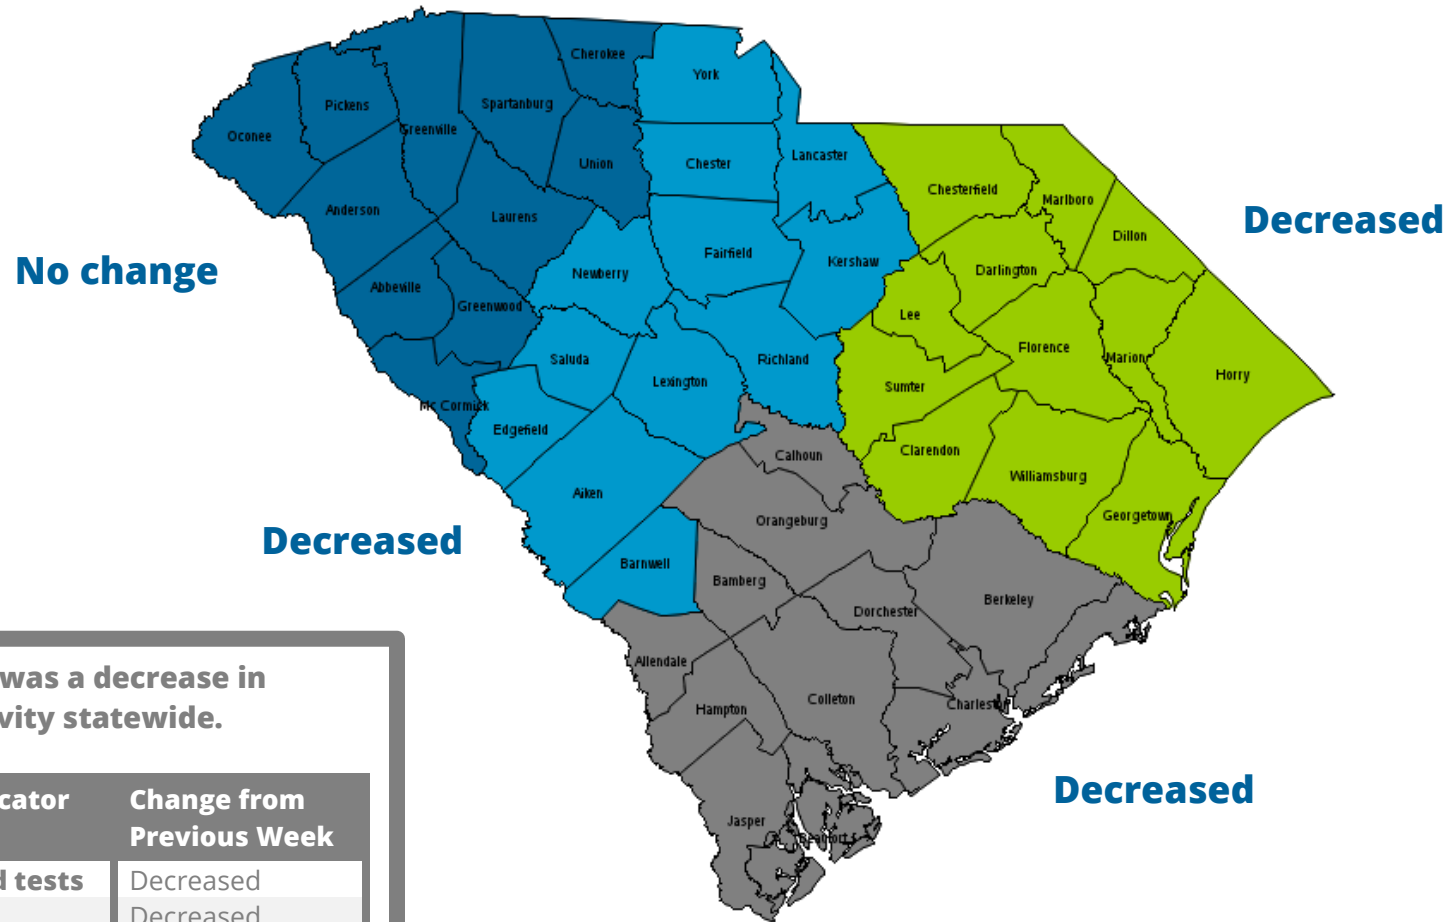 Cherokee
York
Pickens
Spartanburg
Greenville
Oconee
Union
Chester
Lancaster
Chesterfield
Marlboro
Anderson
Laurens
Decreased
Dillon
No change
Fairfield
Kershaw
Newberry
Darlington
Abbeville
Greenwood
Lee
Florence
Saluda
Richland
Marion
Lexington
Sumter
Horry
Mc Cormick
Edgefield
Calhoun
Clarendon
Williamsburg
Aiken
Orangeburg
Georgetown
Decreased
Barnwell
Bamberg
Berkeley
Dorchester
Allendale
was a decrease in
vity statewide.
Hampton
Colleton
Charleston
Decreased
cator
Change from
Previous Week
Jasper
Beaufort
d tests
Decreased
Decreased